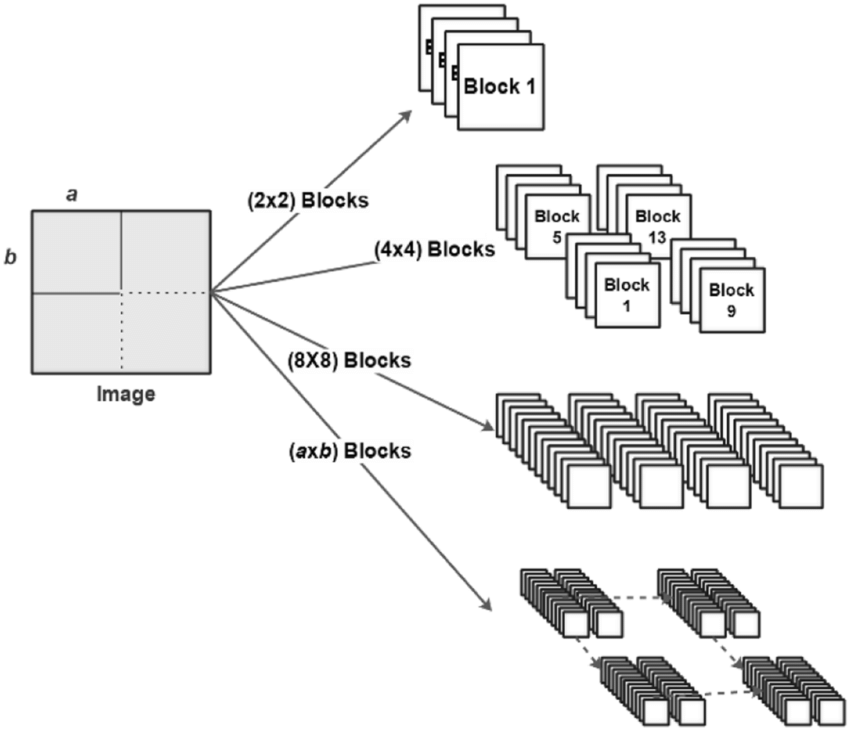 Block 1
a
(2x2) Blocks
b
(4x4) Blocks
Block
5
Block
13
Block
1
Block
9
(8X8) Blocks
Image
(axb) Blocks